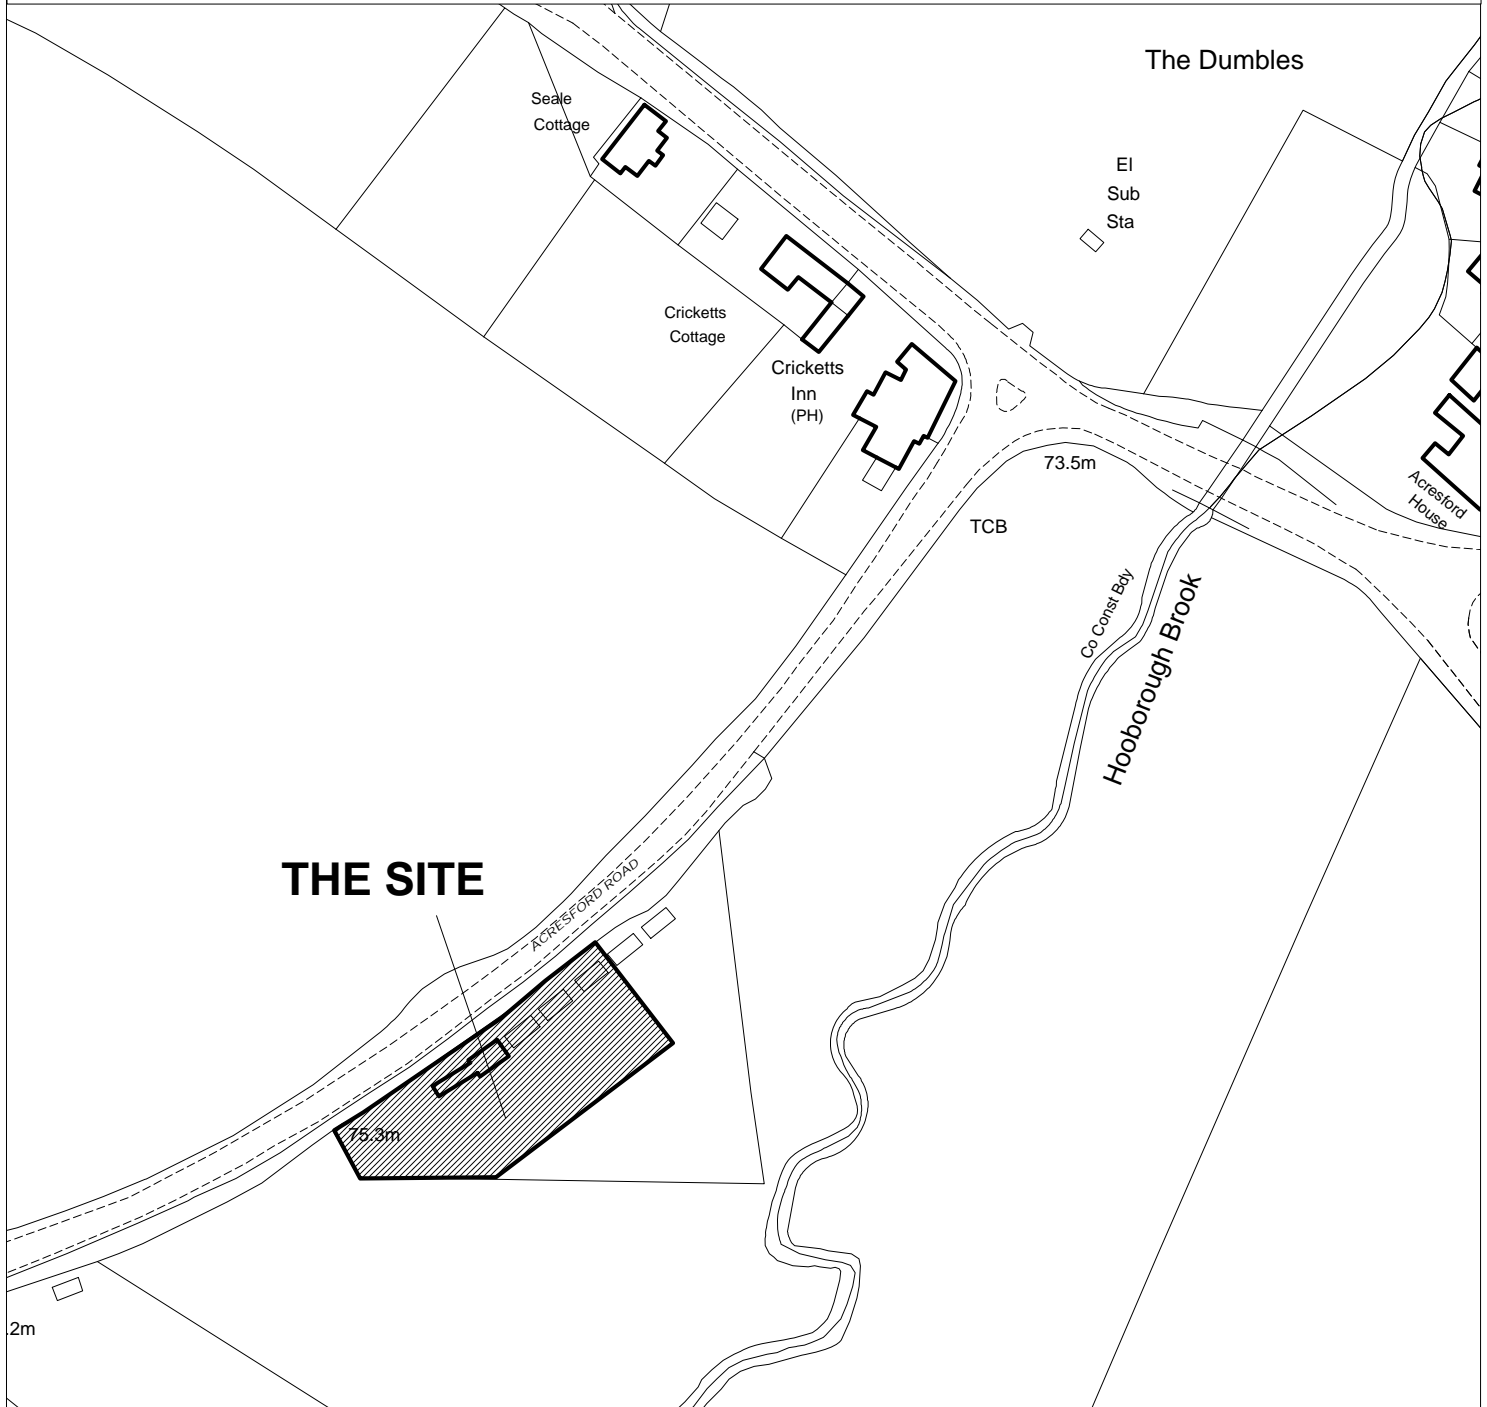 The Dumbles
Seale
Cottage
El
Sub
Sta
Cricketts
Cottage
Cricketts
Inn
(PH)
73.5m
Acresford
House
TCB
Co Const Bdy
Hooborough Brook
THE SITE
ACRESFORD ROAD
75.3m
.2m